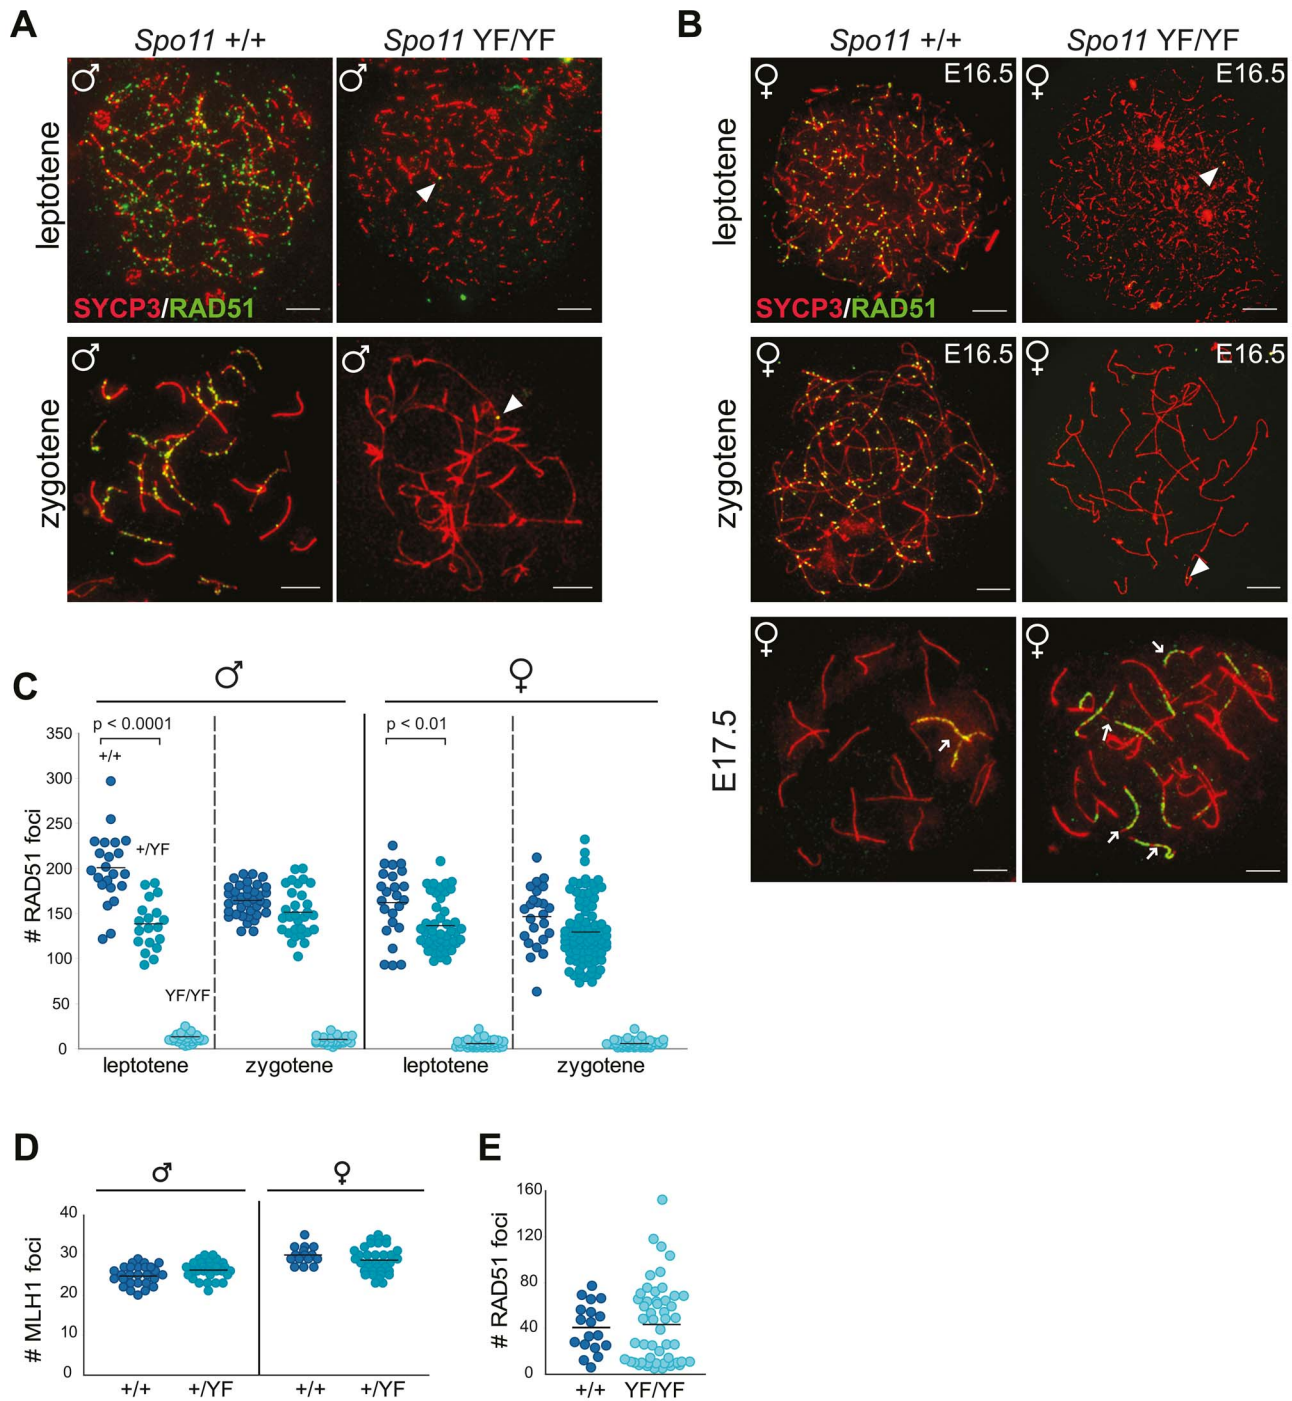 A
Spo11 +/+
Spo11 YF/YF
♂
♂
leptotene
SYCP3/RAD51
♂
♂
zygotene
B
Spo11 +/+
Spo11 YF/YF
♀ E16.5
♀ E16.5
leptotene
SYCP3/RAD51
♀ E16.5
♀ E16.5
zygotene
♀
♀
E17.5
C
♂
♀
p < 0.0001
p < 0.01
+/+
+/YF
YF/YF
# RAD51 foci
350
300
250
200
150
100
50
0
leptotene
zygotene
leptotene
zygotene
D
♂
♀
# MLH1 foci
40
30
20
10
0
+/+
+/YF
+/+
+/YF
E
# RAD51 foci
160
120
80
40
0
+/+
YF/YF